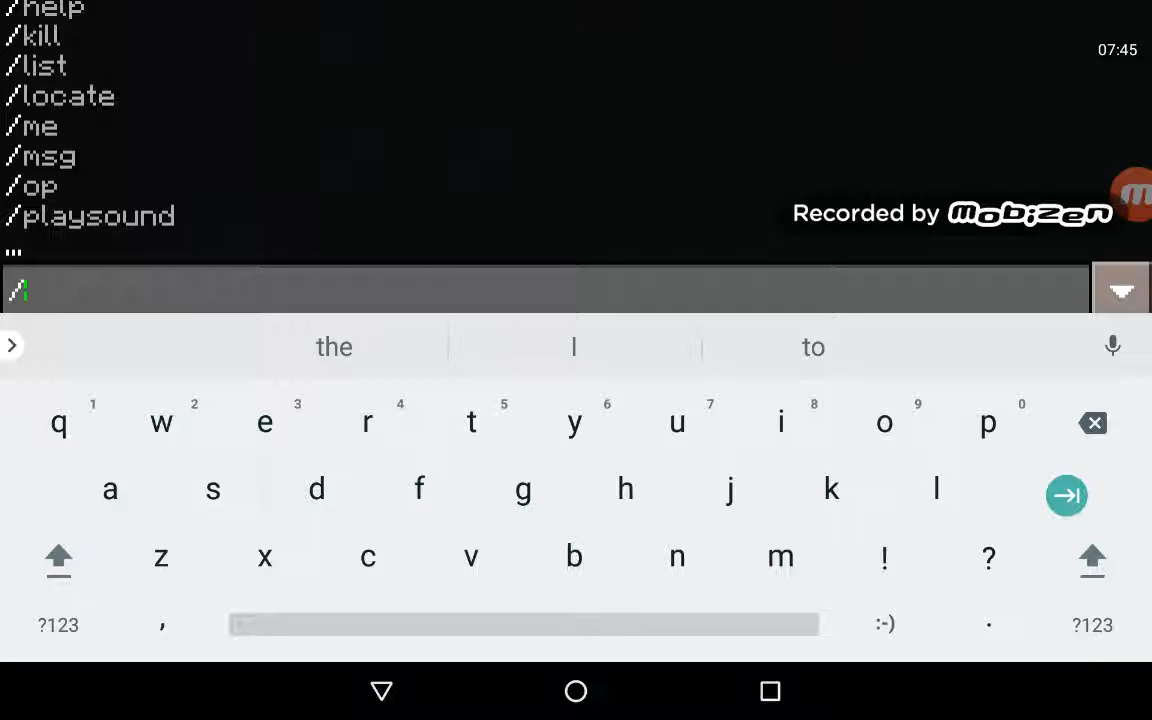 /help
/kill
/list
07:45
/locate
/me
/msg
/op
/playsound
Recorded by mobizen
...
/
the I to
q 1 w 2 e 3 r 4 t 5 y 6 u 7 i 8 o 9 p 0
a s d f g h j k l
z x c v b n m ! ?
?123 , :-) . ?123